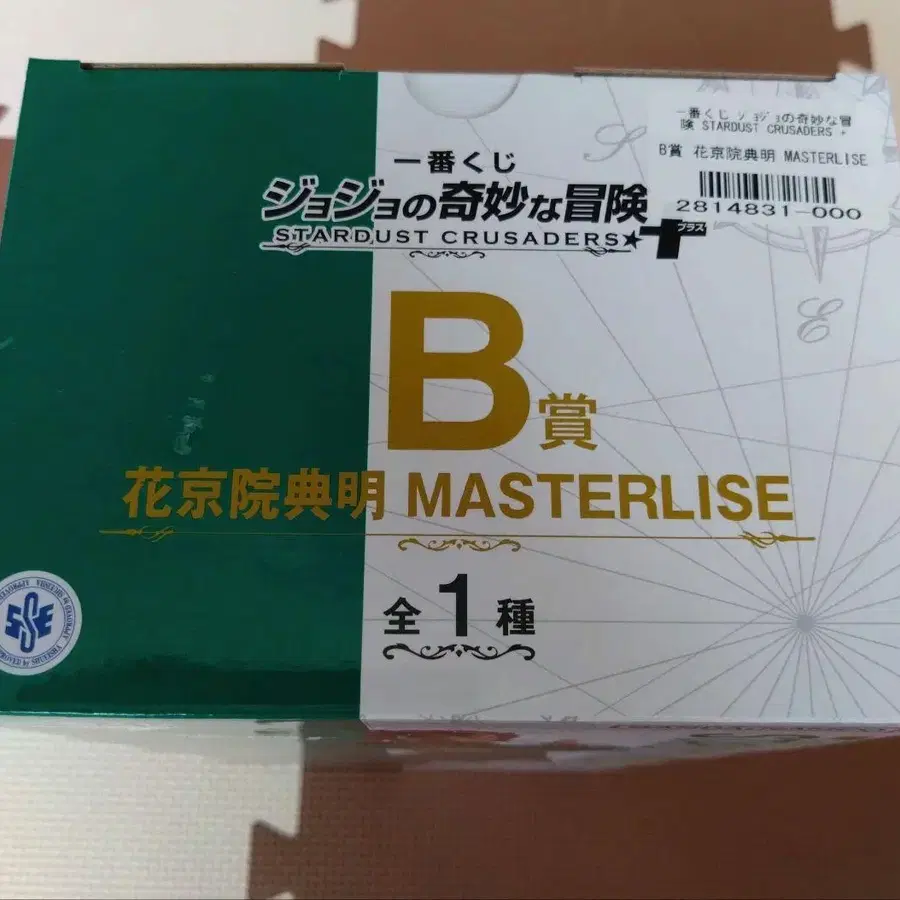 一番くじ ジョジョの奇妙な冒
険 STARDUST CRUSADERS +
B賞 花京院典明 MASTERLISE
2814831-000
一番くじ
ジョジョの奇妙な冒険
STARDUST CRUSADERS★
プラス
B賞
花京院典明 MASTERLISE
全1種
S
E